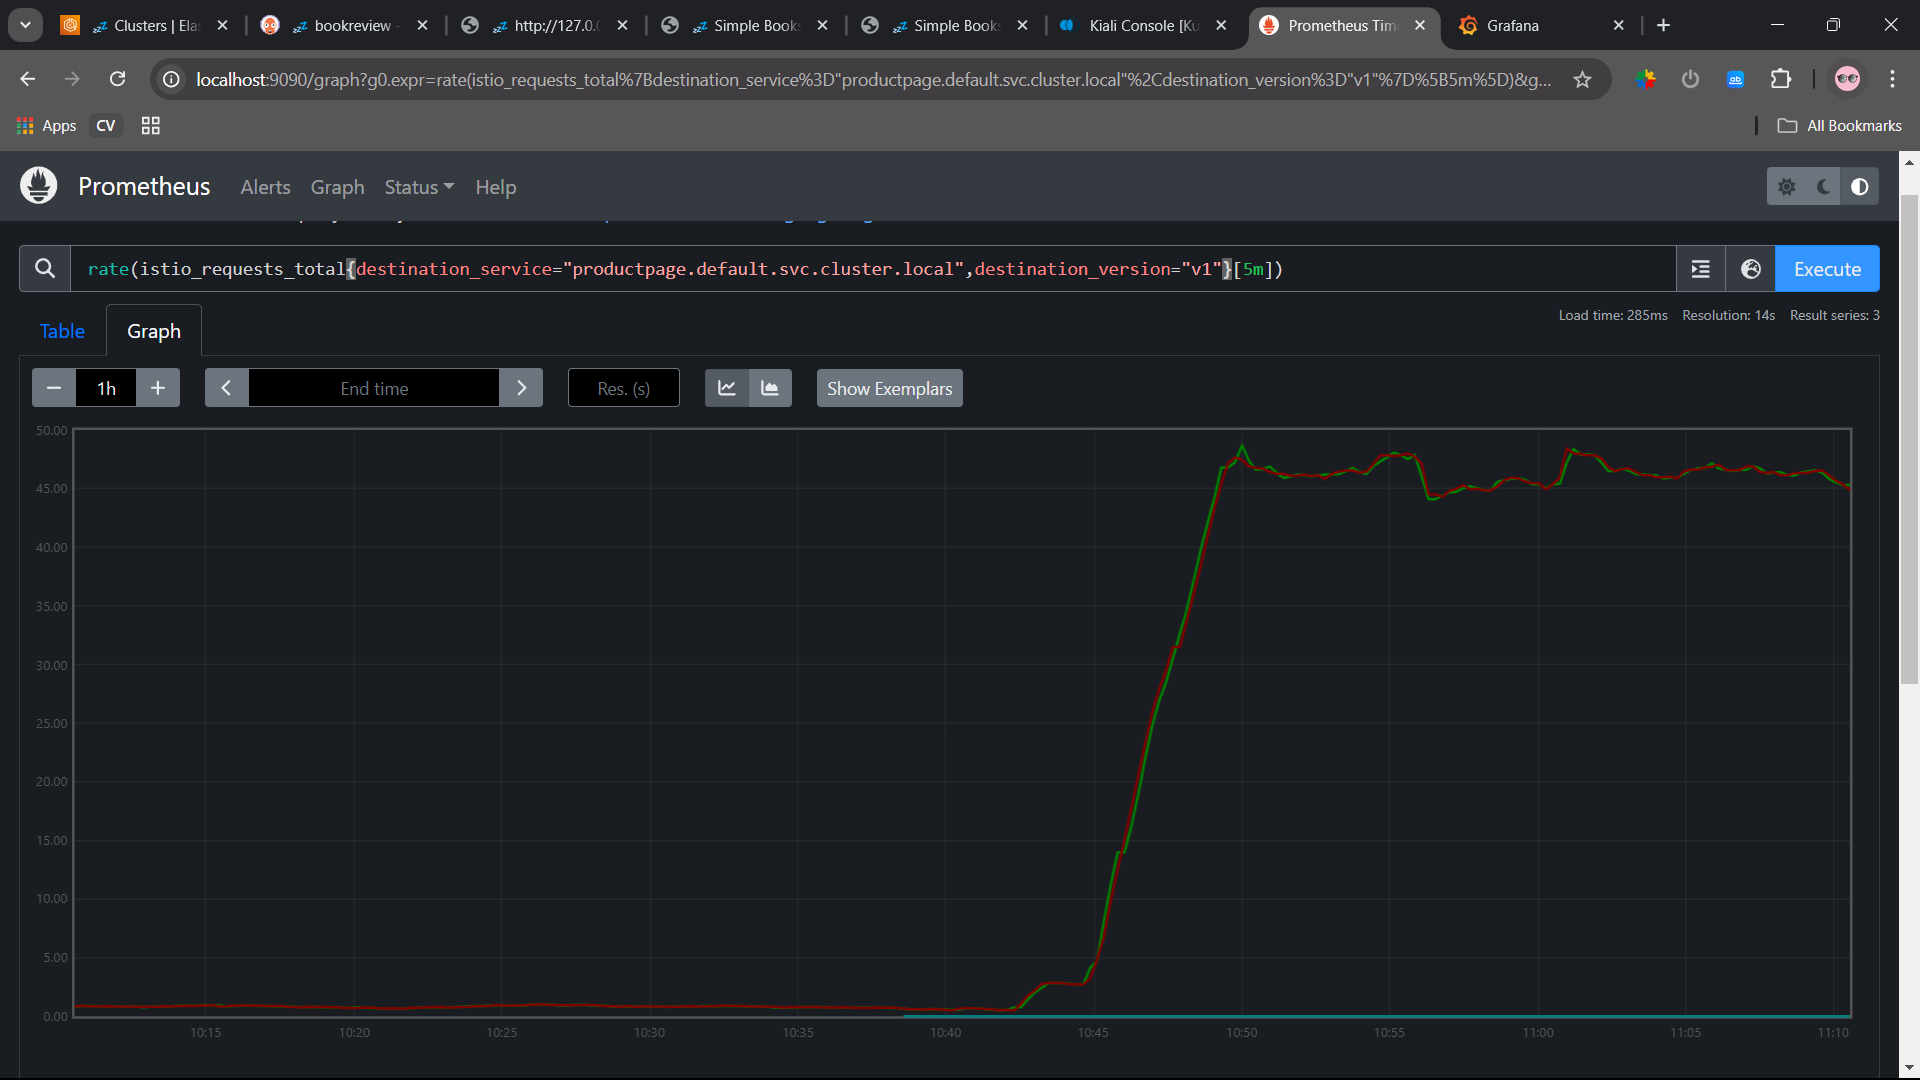 Clusters | Elas
bookreview -
http://127.0.0
Simple Books
Simple Books
Kiali Console [Ku
Prometheus Time
Grafana
localhost:9090/graph?g0.expr=rate(istio_requests_total%7Bdestination_service%3D"productpage.default.svc.cluster.local"%2Cdestination_version%3D"v1"%7D%5B5m%5D)&g...
Apps
CV
All Bookmarks
Prometheus
Alerts
Graph
Status
Help
rate(istio_requests_total{destination_service="productpage.default.svc.cluster.local",destination_version="v1"}[5m])
Execute
Load time: 285ms
Resolution: 14s
Result series: 3
Table
Graph
1h
End time
Res. (s)
Show Exemplars
50.00
45.00
40.00
35.00
30.00
25.00
20.00
15.00
10.00
5.00
0.00
10:15
10:20
10:25
10:30
10:35
10:40
10:45
10:50
10:55
11:00
11:05
11:10